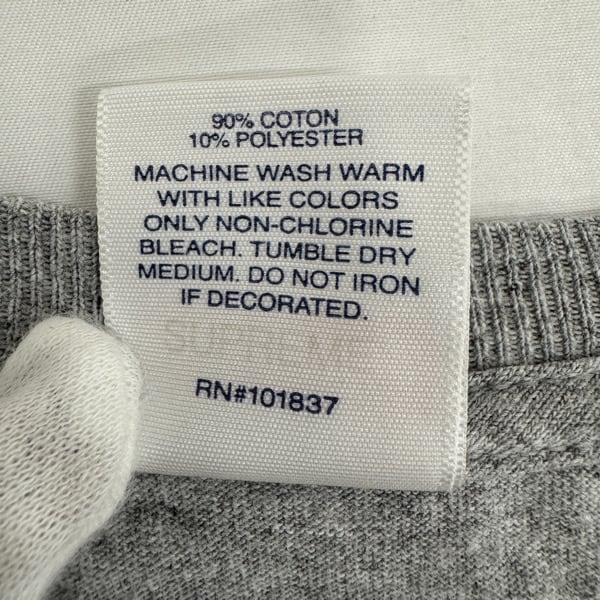 90% COTON
10% POLYESTER
MACHINE WASH WARM
WITH LIKE COLORS
ONLY NON-CHLORINE
BLEACH. TUMBLE DRY
MEDIUM. DO NOT IRON
IF DECORATED.
RN#101837